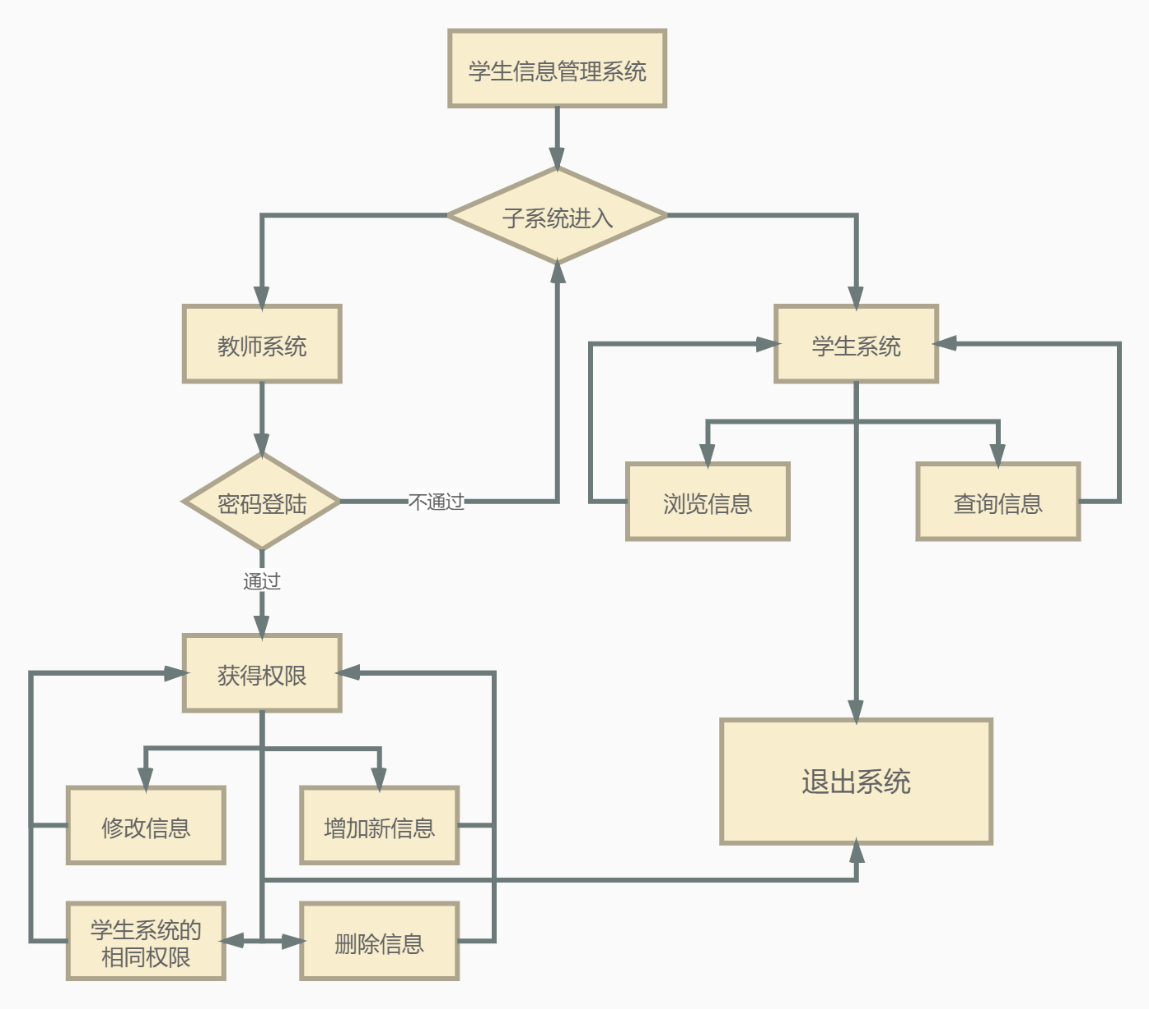 学生信息管理系统
子系统进入
教师系统
学生系统
密码登陆
不通过
浏览信息
查询信息
通过
获得权限
退出系统
修改信息
增加新信息
学生系统的
相同权限
删除信息